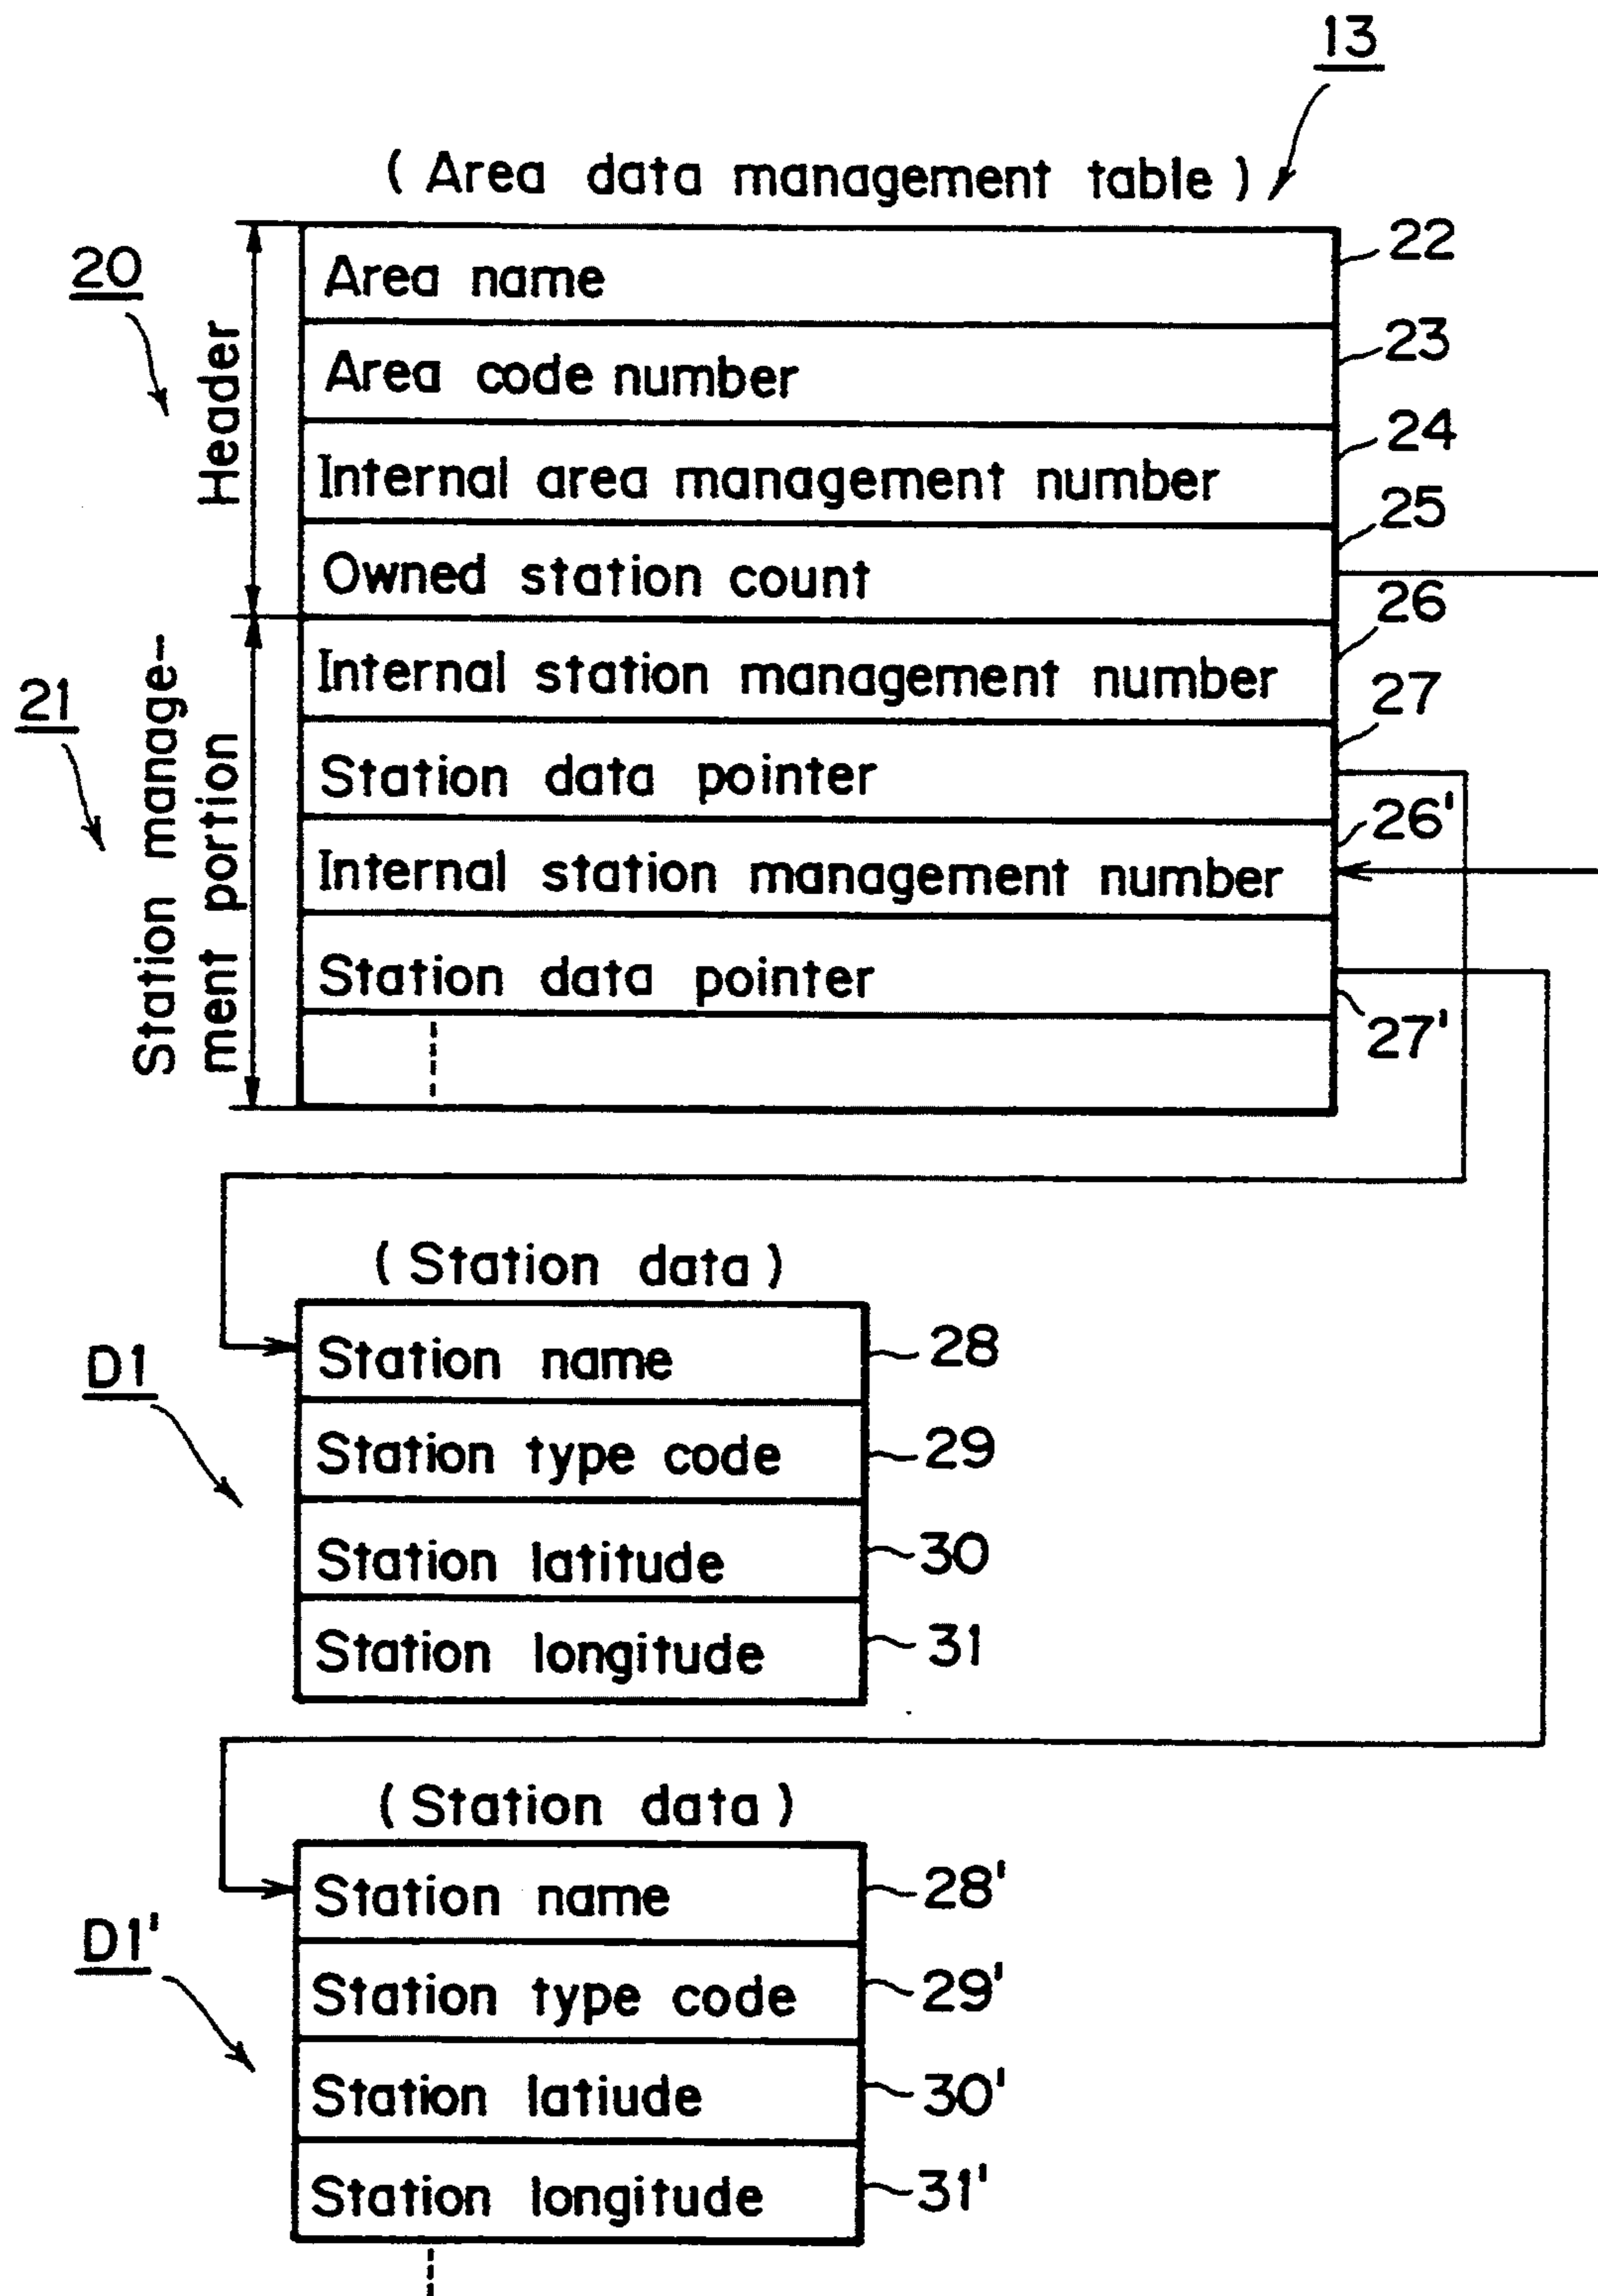 13
( Area data management table )
20
Header
Area name
22
Area code number
23
Internal area management number
24
Owned station count
25
21
Station manage-
ment portion
Internal station management number
26
Station data pointer
27
Internal station management number
26'
Station data pointer
27'
( Station data )
D1
Station name
28
Station type code
29
Station latitude
30
Station longitude
31
( Station data )
D1'
Station name
28'
Station type code
29'
Station latiude
30'
Station longitude
31'